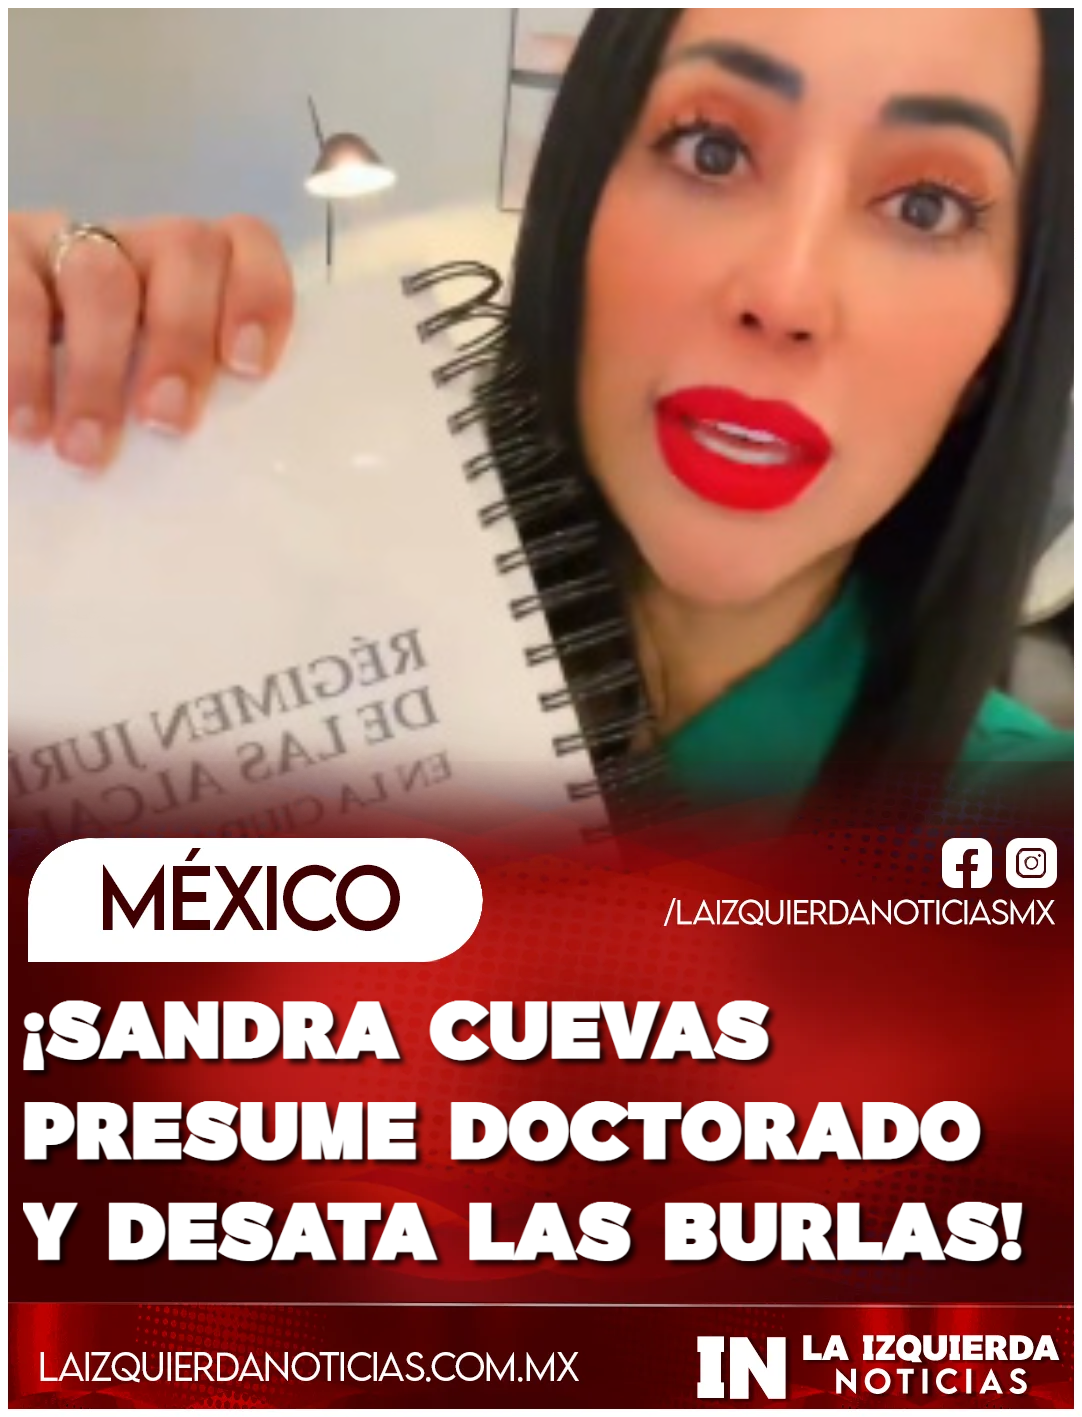 RÉGIMEN JURÍ
DE LAS ALCA
EN LA CIUD
MÉXICO
/LAIZQUIERDANOTICIASMX
¡SANDRA CUEVAS
PRESUME DOCTORADO
Y DESATA LAS BURLAS!
LAIZQUIERDANOTICIAS.COM.MX
IN LA IZQUIERDA
NOTICIAS